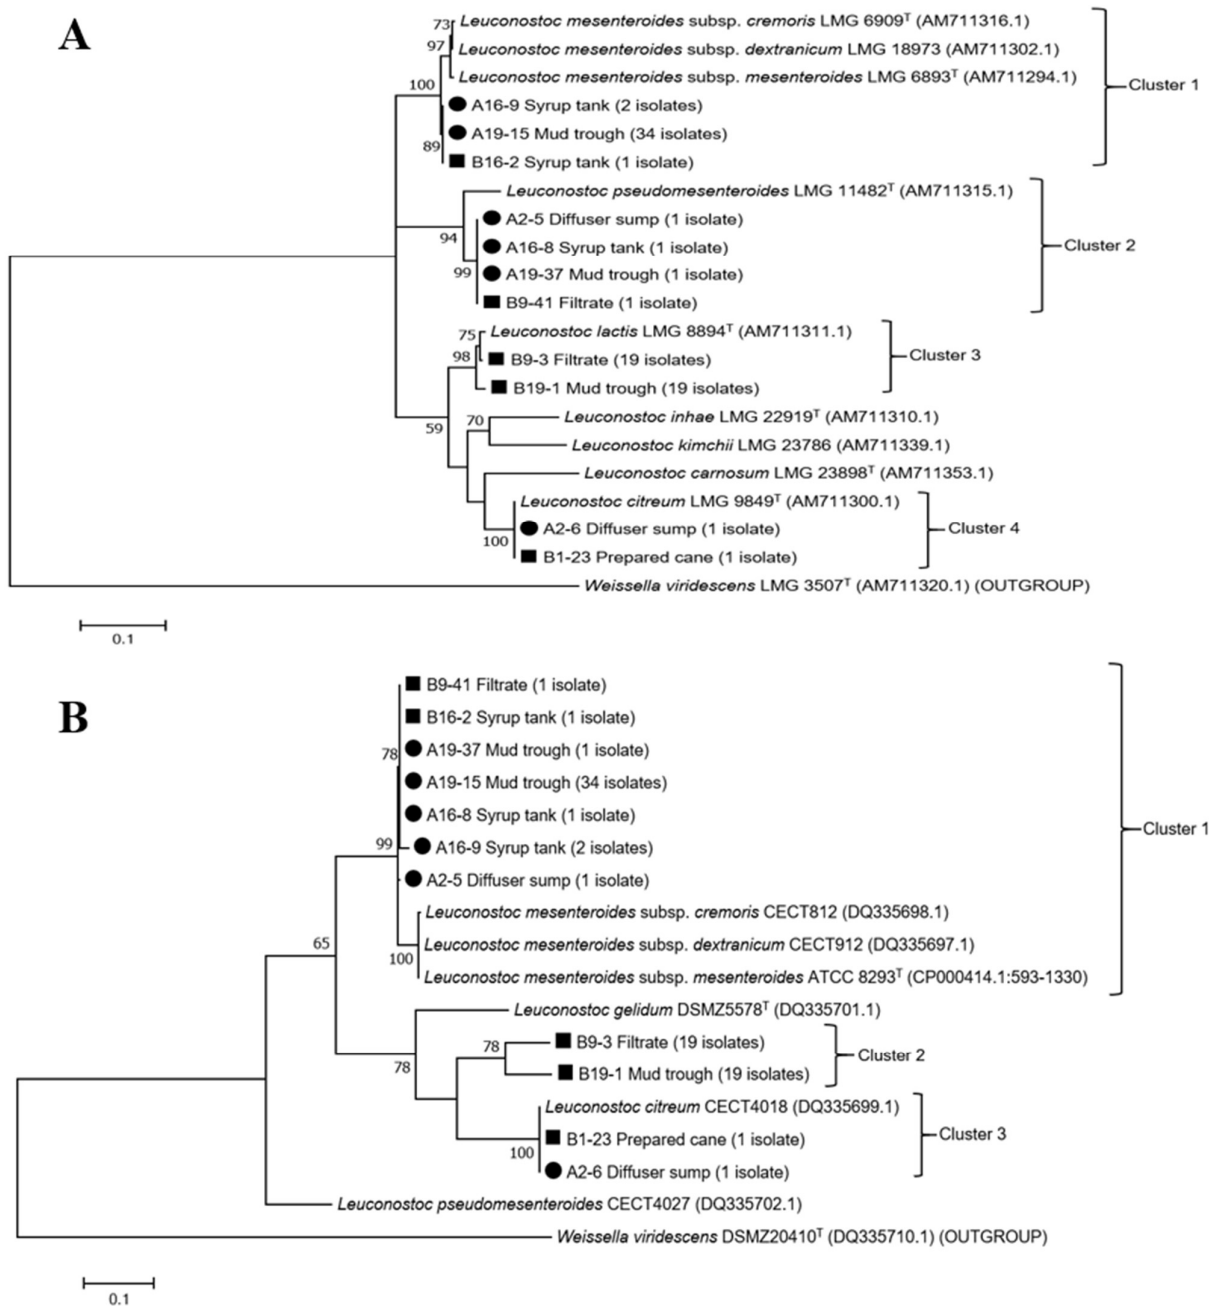 A
73
Leuconostoc mesenteroides subsp. cremoris LMG 6909T (AM711316.1)
97
Leuconostoc mesenteroides subsp. dextranicum LMG 18973 (AM711302.1)
Leuconostoc mesenteroides subsp. mesenteroides LMG 6893T (AM711294.1)
100
Cluster 1
A16-9 Syrup tank (2 isolates)
A19-15 Mud trough (34 isolates)
89
B16-2 Syrup tank (1 isolate)
Leuconostoc pseudomesenteroides LMG 11482T (AM711315.1)
A2-5 Diffuser sump (1 isolate)
94
A16-8 Syrup tank (1 isolate)
Cluster 2
99
A19-37 Mud trough (1 isolate)
B9-41 Filtrate (1 isolate)
75
Leuconostoc lactis LMG 8894T (AM711311.1)
98
B9-3 Filtrate (19 isolates)
Cluster 3
B19-1 Mud trough (19 isolates)
59
70
Leuconostoc inhae LMG 22919T (AM711310.1)
Leuconostoc kimchii LMG 23786 (AM711339.1)
Leuconostoc carnosum LMG 23898T (AM711353.1)
Leuconostoc citreum LMG 9849T (AM711300.1)
A2-6 Diffuser sump (1 isolate)
Cluster 4
100
B1-23 Prepared cane (1 isolate)
Weissella viridescens LMG 3507T (AM711320.1) (OUTGROUP)
0.1
B
B9-41 Filtrate (1 isolate)
B16-2 Syrup tank (1 isolate)
78
A19-37 Mud trough (1 isolate)
A19-15 Mud trough (34 isolates)
A16-8 Syrup tank (1 isolate)
Cluster 1
99
A16-9 Syrup tank (2 isolates)
A2-5 Diffuser sump (1 isolate)
Leuconostoc mesenteroides subsp. cremoris CECT812 (DQ335698.1)
65
Leuconostoc mesenteroides subsp. dextranicum CECT912 (DQ335697.1)
100
Leuconostoc mesenteroides subsp. mesenteroides ATCC 8293T (CP000414.1:593-1330)
Leuconostoc gelidum DSMZ5578T (DQ335701.1)
78
B9-3 Filtrate (19 isolates)
Cluster 2
78
B19-1 Mud trough (19 isolates)
Leuconostoc citreum CECT4018 (DQ335699.1)
B1-23 Prepared cane (1 isolate)
Cluster 3
100
A2-6 Diffuser sump (1 isolate)
Leuconostoc pseudomesenteroides CECT4027 (DQ335702.1)
Weissella viridescens DSMZ20410T (DQ335710.1) (OUTGROUP)
0.1